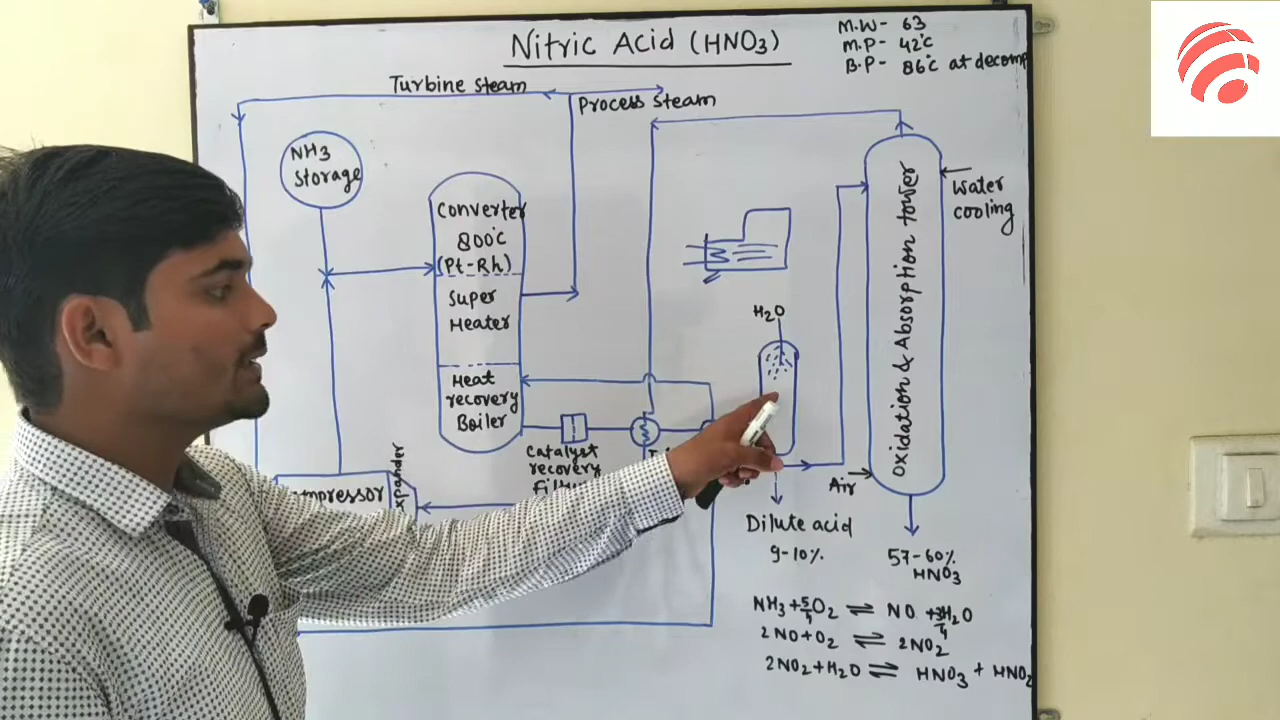 Nitric Acid (HNO3)
M.W- 63
M.P- 42°C
B.P- 86°C at decomp
Turbine steam
Process steam
NH3
Storage
Converter
800°C
(Pt-Rh)
Super
Heater
Heat
recovery
Boiler
Catalyst
recovery
expander
H2O
Oxidation & Absorption tower
Water
cooling
Air
Dilute acid
9-10%
57-60%
HNO3
NH3 + 5/4 O2 ⇌ NO + 3/2 H2O
2NO + O2 ⇌ 2NO2
2NO2 + H2O ⇌ HNO3 + HNO2